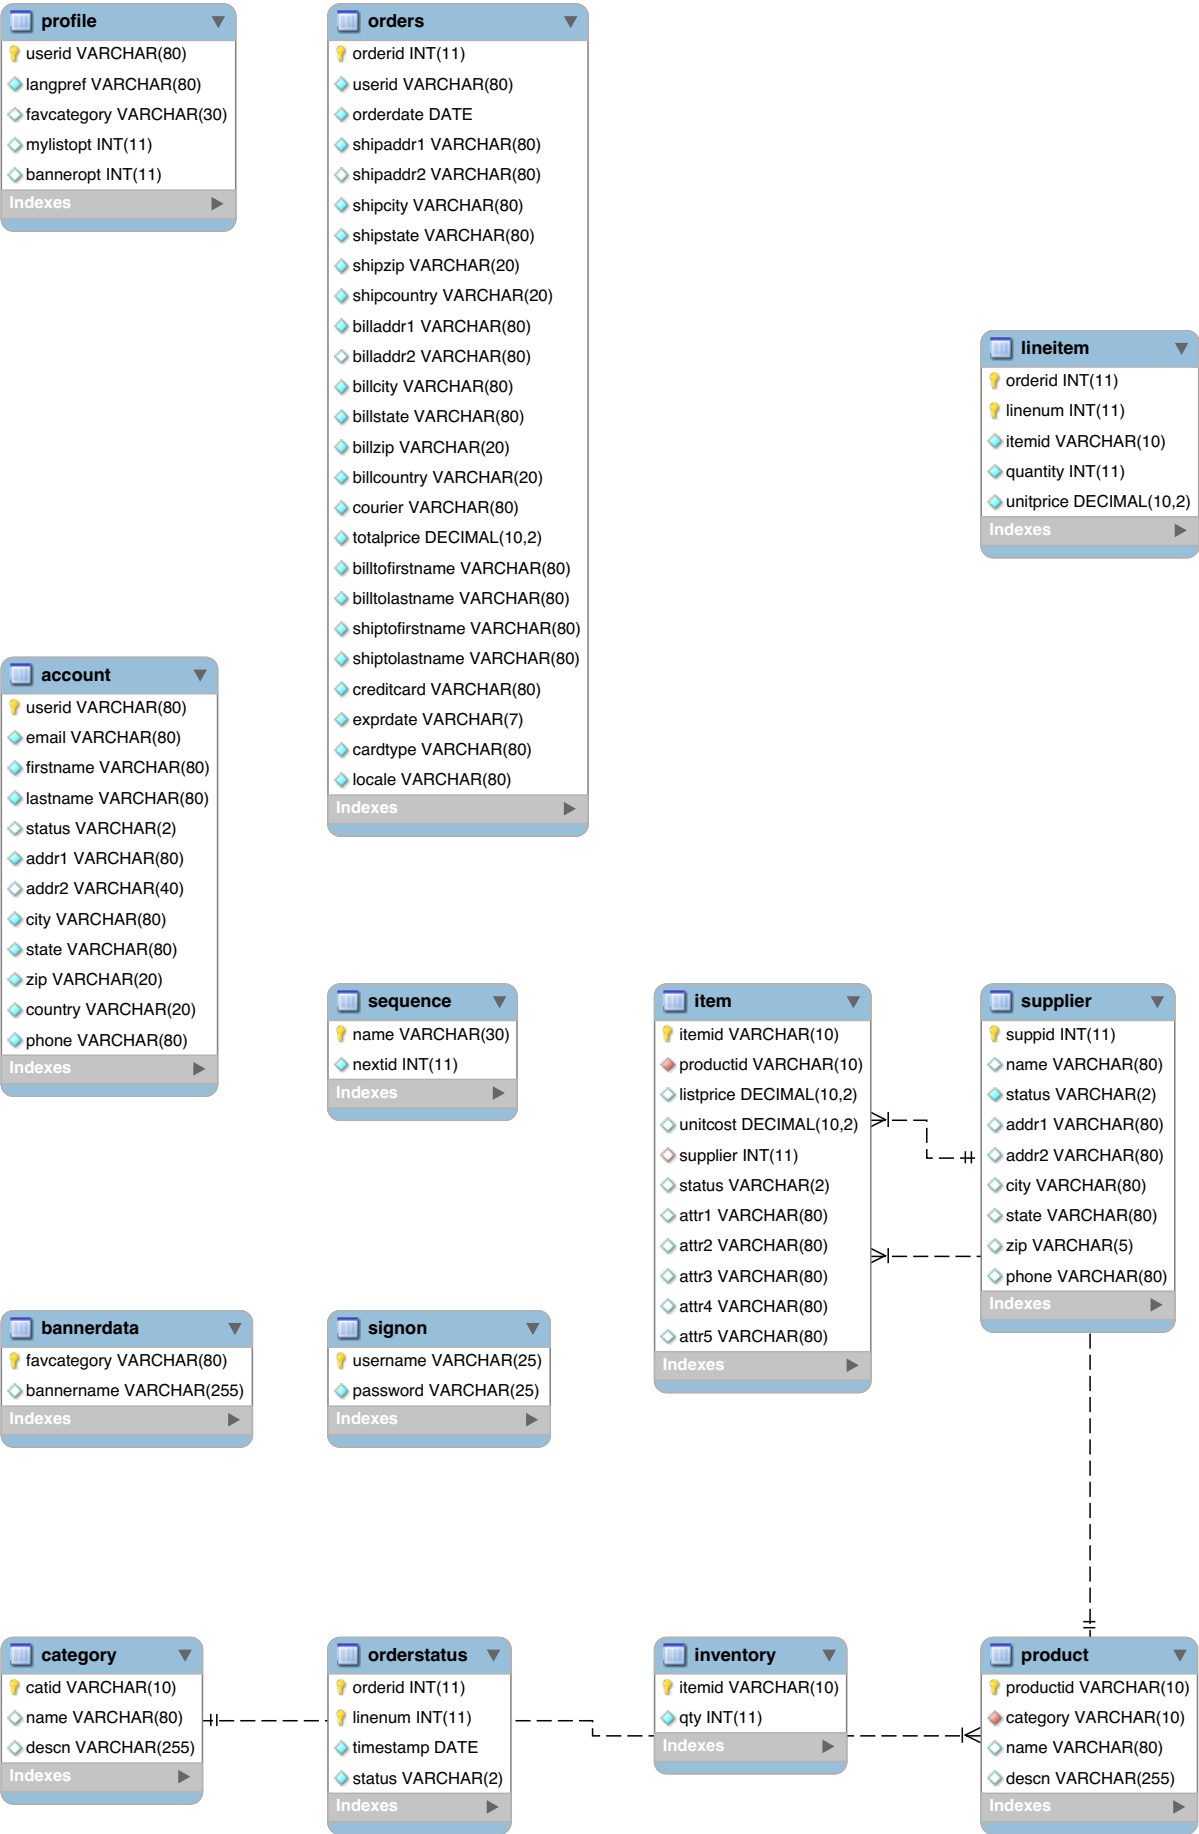 profile
userid VARCHAR(80)
langpref VARCHAR(80)
favcategory VARCHAR(30)
mylistopt INT(11)
banneropt INT(11)
Indexes
orders
orderid INT(11)
userid VARCHAR(80)
orderdate DATE
shipaddr1 VARCHAR(80)
shipaddr2 VARCHAR(80)
shipcity VARCHAR(80)
shipstate VARCHAR(80)
shipzip VARCHAR(20)
shipcountry VARCHAR(20)
billaddr1 VARCHAR(80)
billaddr2 VARCHAR(80)
billcity VARCHAR(80)
billstate VARCHAR(80)
billzip VARCHAR(20)
billcountry VARCHAR(20)
courier VARCHAR(80)
totalprice DECIMAL(10,2)
billtofirstname VARCHAR(80)
billtolastname VARCHAR(80)
shiptofirstname VARCHAR(80)
shiptolastname VARCHAR(80)
creditcard VARCHAR(80)
exprdate VARCHAR(7)
cardtype VARCHAR(80)
locale VARCHAR(80)
Indexes
lineitem
orderid INT(11)
linenum INT(11)
itemid VARCHAR(10)
quantity INT(11)
unitprice DECIMAL(10,2)
Indexes
account
userid VARCHAR(80)
email VARCHAR(80)
firstname VARCHAR(80)
lastname VARCHAR(80)
status VARCHAR(2)
addr1 VARCHAR(80)
addr2 VARCHAR(40)
city VARCHAR(80)
state VARCHAR(80)
zip VARCHAR(20)
country VARCHAR(20)
phone VARCHAR(80)
Indexes
sequence
name VARCHAR(30)
nextid INT(11)
Indexes
item
itemid VARCHAR(10)
productid VARCHAR(10)
listprice DECIMAL(10,2)
unitcost DECIMAL(10,2)
supplier INT(11)
status VARCHAR(2)
attr1 VARCHAR(80)
attr2 VARCHAR(80)
attr3 VARCHAR(80)
attr4 VARCHAR(80)
attr5 VARCHAR(80)
Indexes
supplier
suppid INT(11)
name VARCHAR(80)
status VARCHAR(2)
addr1 VARCHAR(80)
addr2 VARCHAR(80)
city VARCHAR(80)
state VARCHAR(80)
zip VARCHAR(5)
phone VARCHAR(80)
Indexes
bannerdata
favcategory VARCHAR(80)
bannername VARCHAR(255)
Indexes
signon
username VARCHAR(25)
password VARCHAR(25)
Indexes
category
catid VARCHAR(10)
name VARCHAR(80)
descn VARCHAR(255)
Indexes
orderstatus
orderid INT(11)
linenum INT(11)
timestamp DATE
status VARCHAR(2)
Indexes
inventory
itemid VARCHAR(10)
qty INT(11)
Indexes
product
productid VARCHAR(10)
category VARCHAR(10)
name VARCHAR(80)
descn VARCHAR(255)
Indexes